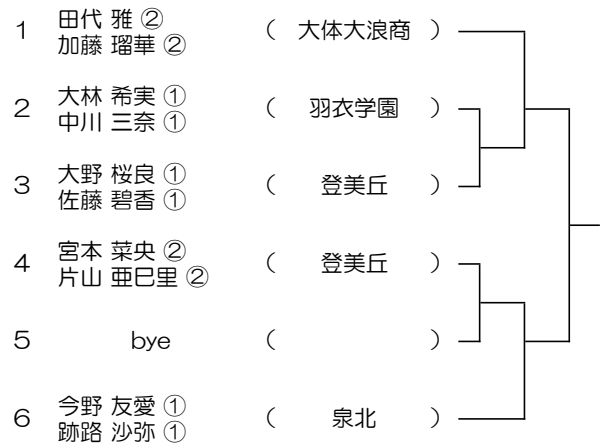 1 田代 雅 ② ( 大体大浪商 )
加藤 瑠華 ②
2 大林 希実 ① ( 羽衣学園 )
中川 三奈 ①
3 大野 桜良 ① ( 登美丘 )
佐藤 碧香 ①
4 宮本 菜央 ② ( 登美丘 )
片山 亜巳里 ②
5 bye ( )
6 今野 友愛 ① ( 泉北 )
跡路 沙弥 ①